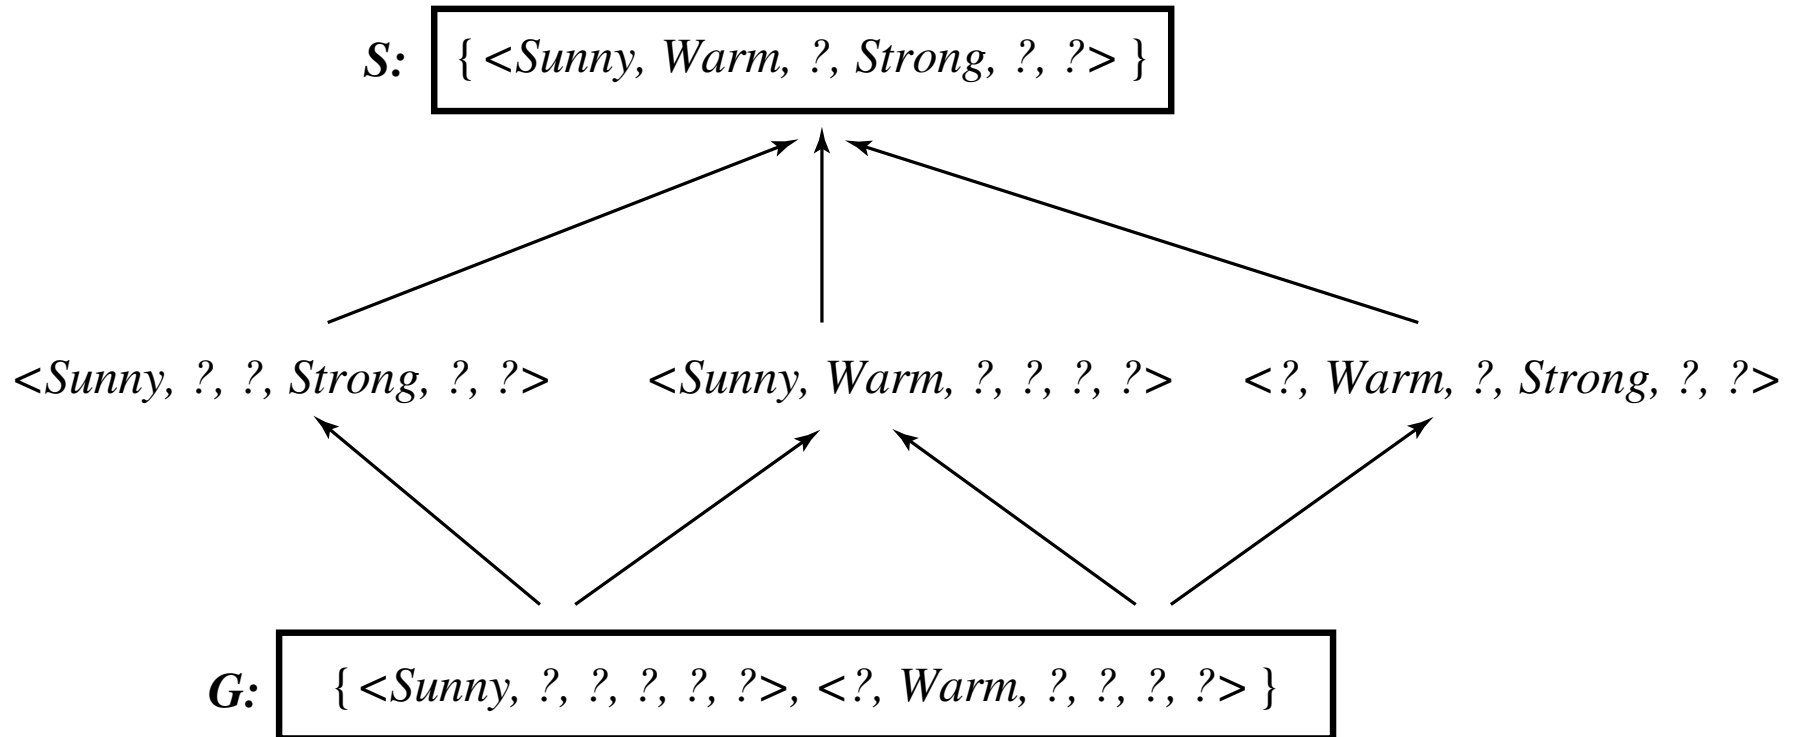 S: { <Sunny, Warm, ?, Strong, ?, ?> }
<Sunny, ?, ?, Strong, ?, ?> <Sunny, Warm, ?, ?, ?, ?> <?, Warm, ?, Strong, ?, ?>
G: { <Sunny, ?, ?, ?, ?, ?>, <?, Warm, ?, ?, ?, ?> }